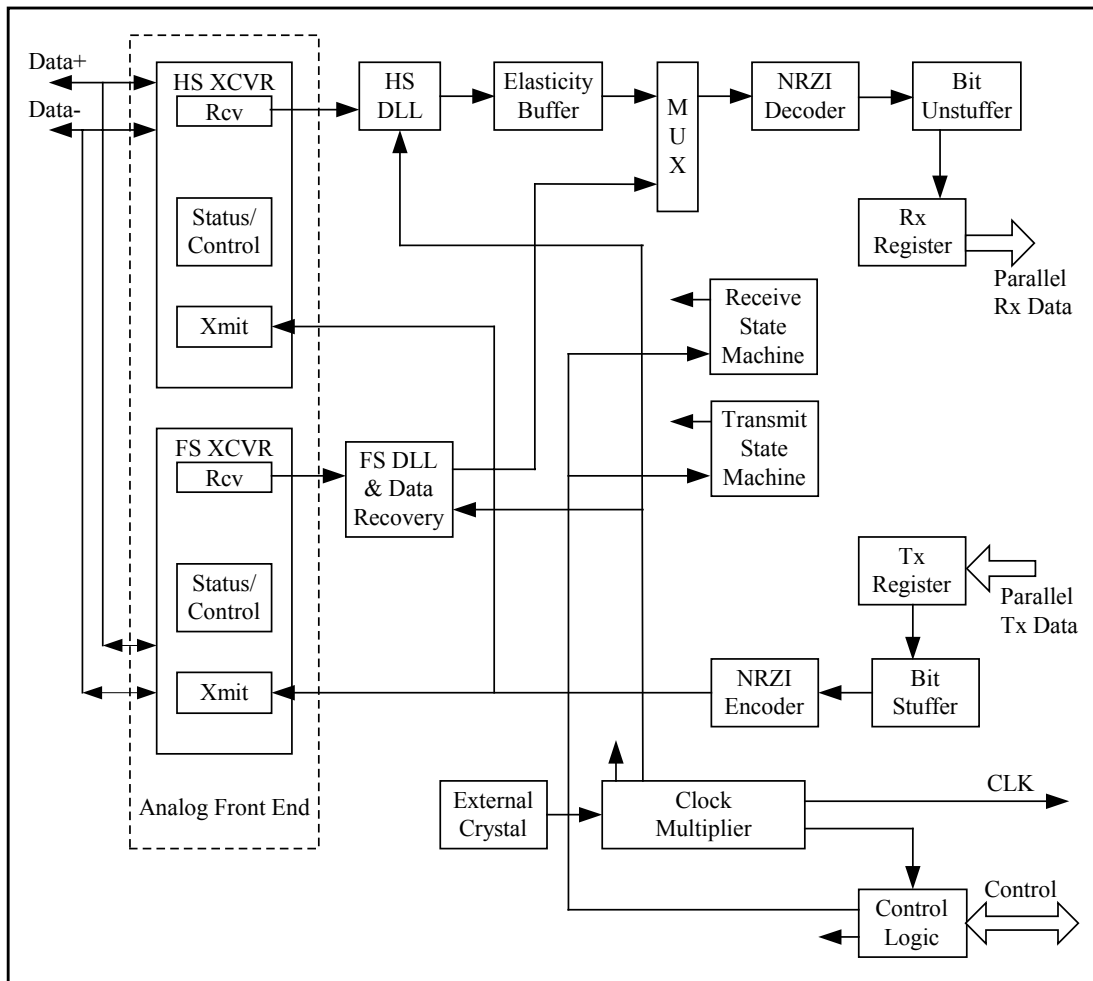 Data+
Data-
HS XCVR
Rcv
Status/
Control
Xmit
HS
DLL
Elasticity
Buffer
M
U
X
NRZI
Decoder
Bit
Unstuffer
Rx
Register
Parallel
Rx Data
Receive
State
Machine
Transmit
State
Machine
FS XCVR
Rcv
Status/
Control
Xmit
FS DLL
& Data
Recovery
Tx
Register
Parallel
Tx Data
NRZI
Encoder
Bit
Stuffer
Analog Front End
External
Crystal
Clock
Multiplier
CLK
Control
Logic
Control